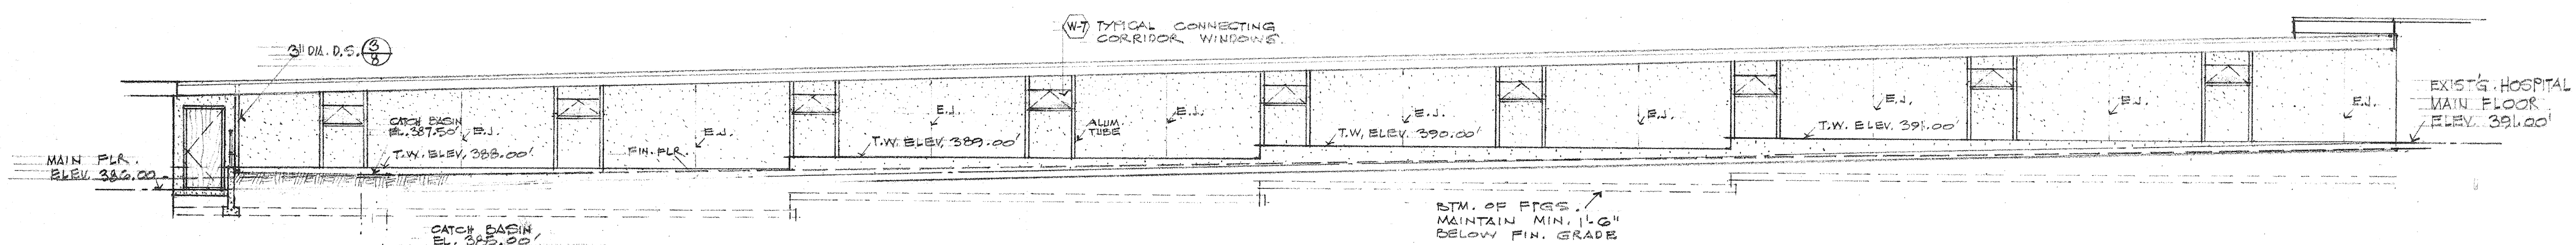 3" DIA. D.S. 3/8
W-7 TYPICAL CONNECTING
CORRIDOR WINDOWS.
CATCH BASIN
EL. 387.50'
E.J.
T.W. ELEV. 388.00'
FIN. FLR.
E.J.
T.W. ELEV. 389.00'
E.J.
ALUM
TUBE
E.J.
T.W. ELEV. 390.00'
E.J.
E.J.
T.W. ELEV. 391.00'
E.J.
E.J.
E.J.
EXIST'G. HOSPITAL
MAIN FLOOR
ELEV. 391.00'
MAIN FLR.
ELEV. 386.00
CATCH BASIN
EL. 385.00'
BTM. OF FTGS.
MAINTAIN MIN. 1'-6"
BELOW FIN. GRADE